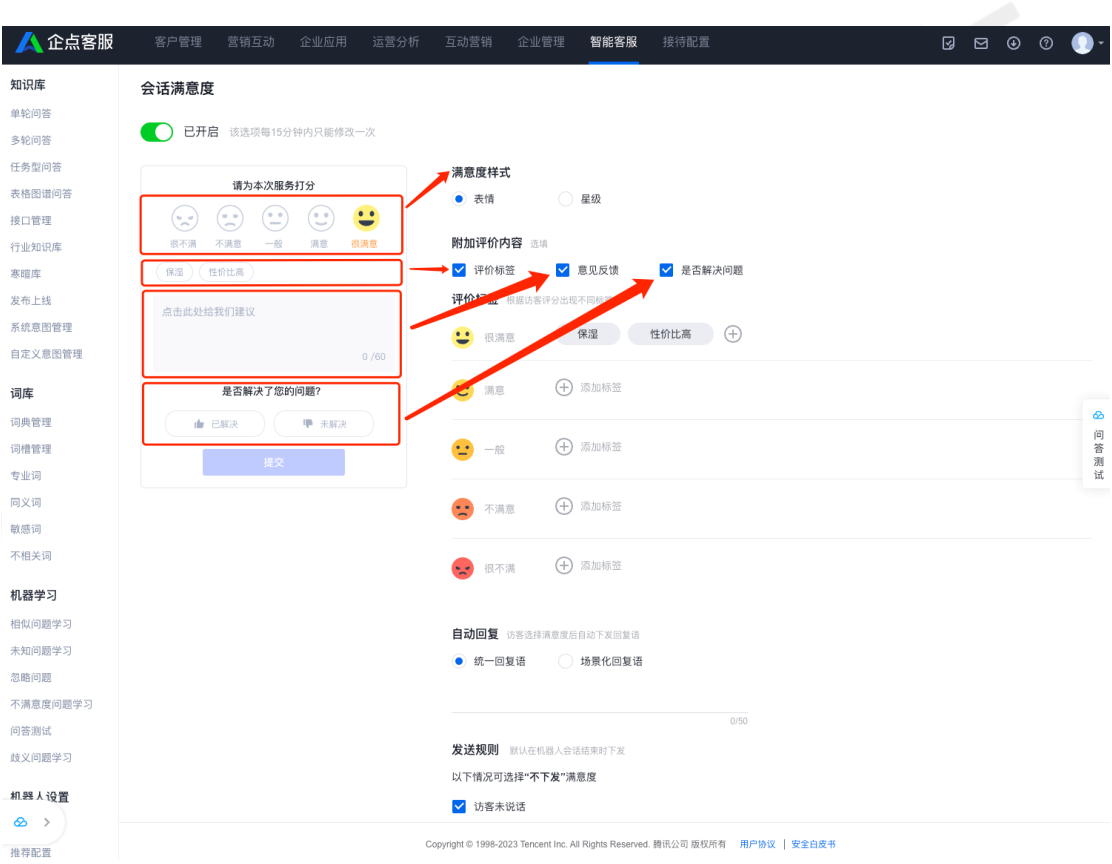 企点客服
客户管理 营销互动 企业应用 运营分析 互动营销 企业管理 智能客服 接待配置
知识库
单轮问答
多轮问答
任务型问答
表格图谱问答
接口管理
行业知识库
寒暄库
发布上线
系统意图管理
自定义意图管理
词库
词典管理
词槽管理
专业词
同义词
敏感词
不相关词
机器学习
相似问题学习
未知问题学习
忽略问题
不满意度问题学习
问答测试
歧义问题学习
机器人设置
推荐配置
会话满意度
已开启 该选项每15分钟内只能修改一次
请为本次服务打分
很不满 不满意 一般 满意 很满意
保湿 性价比高
点击此处给我们建议
0 /60
是否解决了您的问题?
已解决 未解决
提交
满意度样式
表情 星级
附加评价内容 选填
评价标签 意见反馈 是否解决问题
评价标签 根据访客评分出现不同标签
很满意 保湿 性价比高
满意 添加标签
一般 添加标签
不满意 添加标签
很不满 添加标签
自动回复 访客选择满意度后自动下发回复语
统一回复语 场景化回复语
0/50
发送规则 默认在机器人会话结束时下发
以下情况可选择“不下发”满意度
访客未说话
问答测试
Copyright © 1998-2023 Tencent Inc. All Rights Reserved. 腾讯公司 版权所有 用户协议 | 安全白皮书